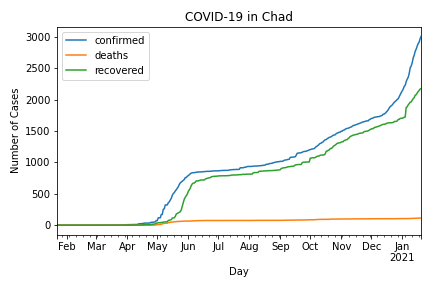 COVID-19 in Chad
confirmed
deaths
recovered
Number of Cases
3000
2500
2000
1500
1000
500
0
Feb Mar Apr May Jun Jul Aug Sep Oct Nov Dec Jan
2021
Day